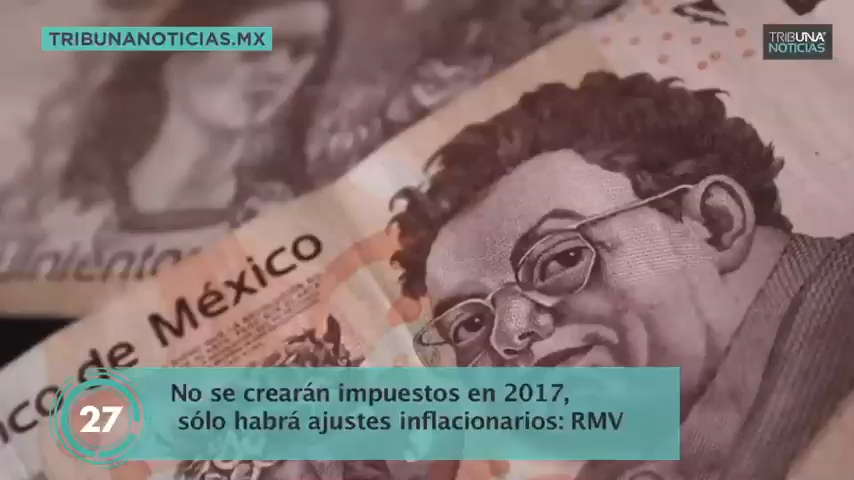 TRIBUNANOTICIAS.MX
TRIBUNA
NOTICIAS
de México
27
No se crearán impuestos en 2017,
sólo habrá ajustes inflacionarios: RMV